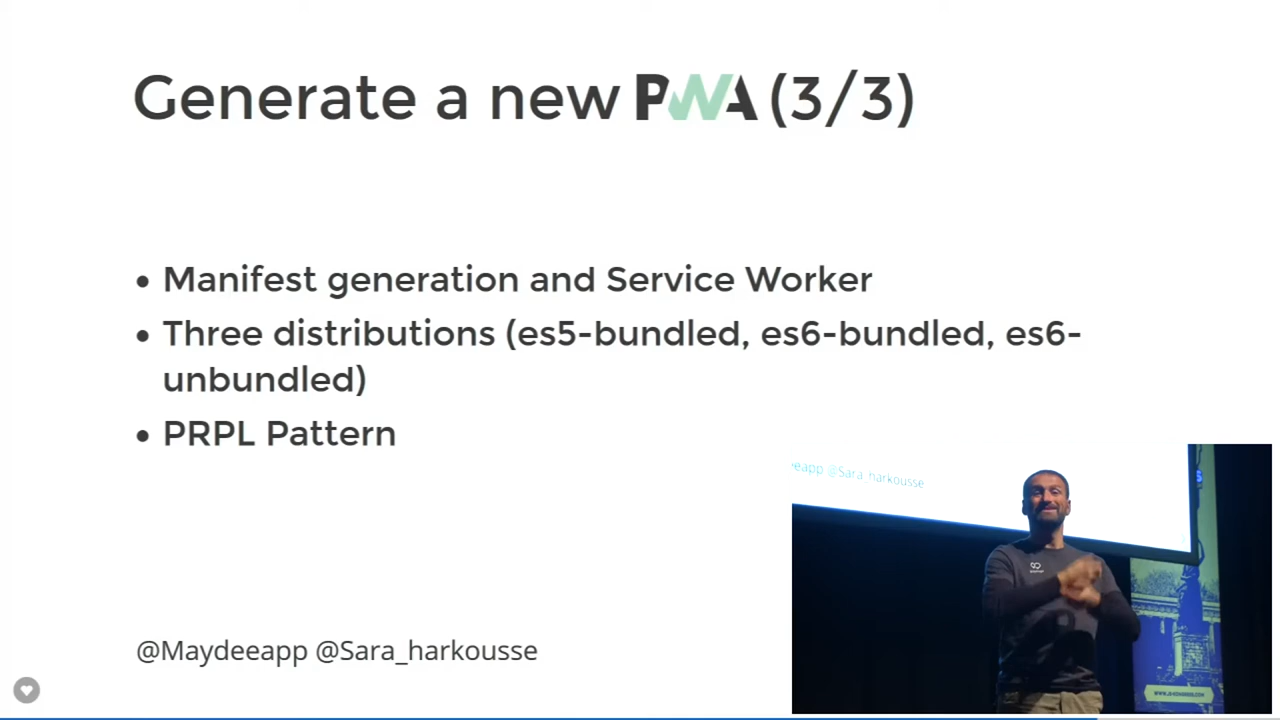 Generate a new PWA (3/3)
• Manifest generation and Service Worker
• Three distributions (es5-bundled, es6-bundled, es6-
unbundled)
• PRPL Pattern
eapp @Sara_harkousse
@Maydeeapp @Sara_harkousse